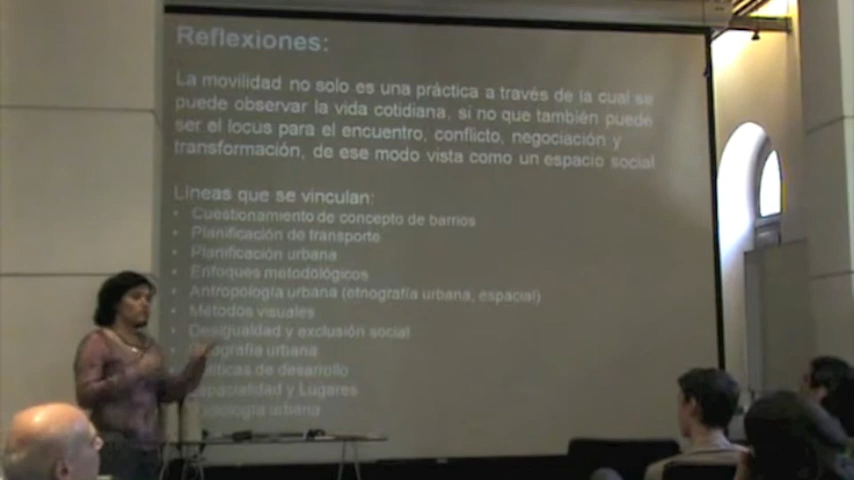 Reflexiones:
La movilidad no solo es una práctica a través de la cual se
puede observar la vida cotidiana, si no que también puede
ser el locus para el encuentro, conflicto, negociación y
transformación, de ese modo vista como un espacio social
Líneas que se vinculan:
• Cuestionamiento de concepto de barrios
• Planificación de transporte
• Planificación urbana
• Enfoques metodológicos
• Antropología urbana (etnografía urbana, espacial)
• Métodos visuales
• Desigualdad y exclusión social
urbana
de desarrollo
Espacialidad y Lugares
urbana